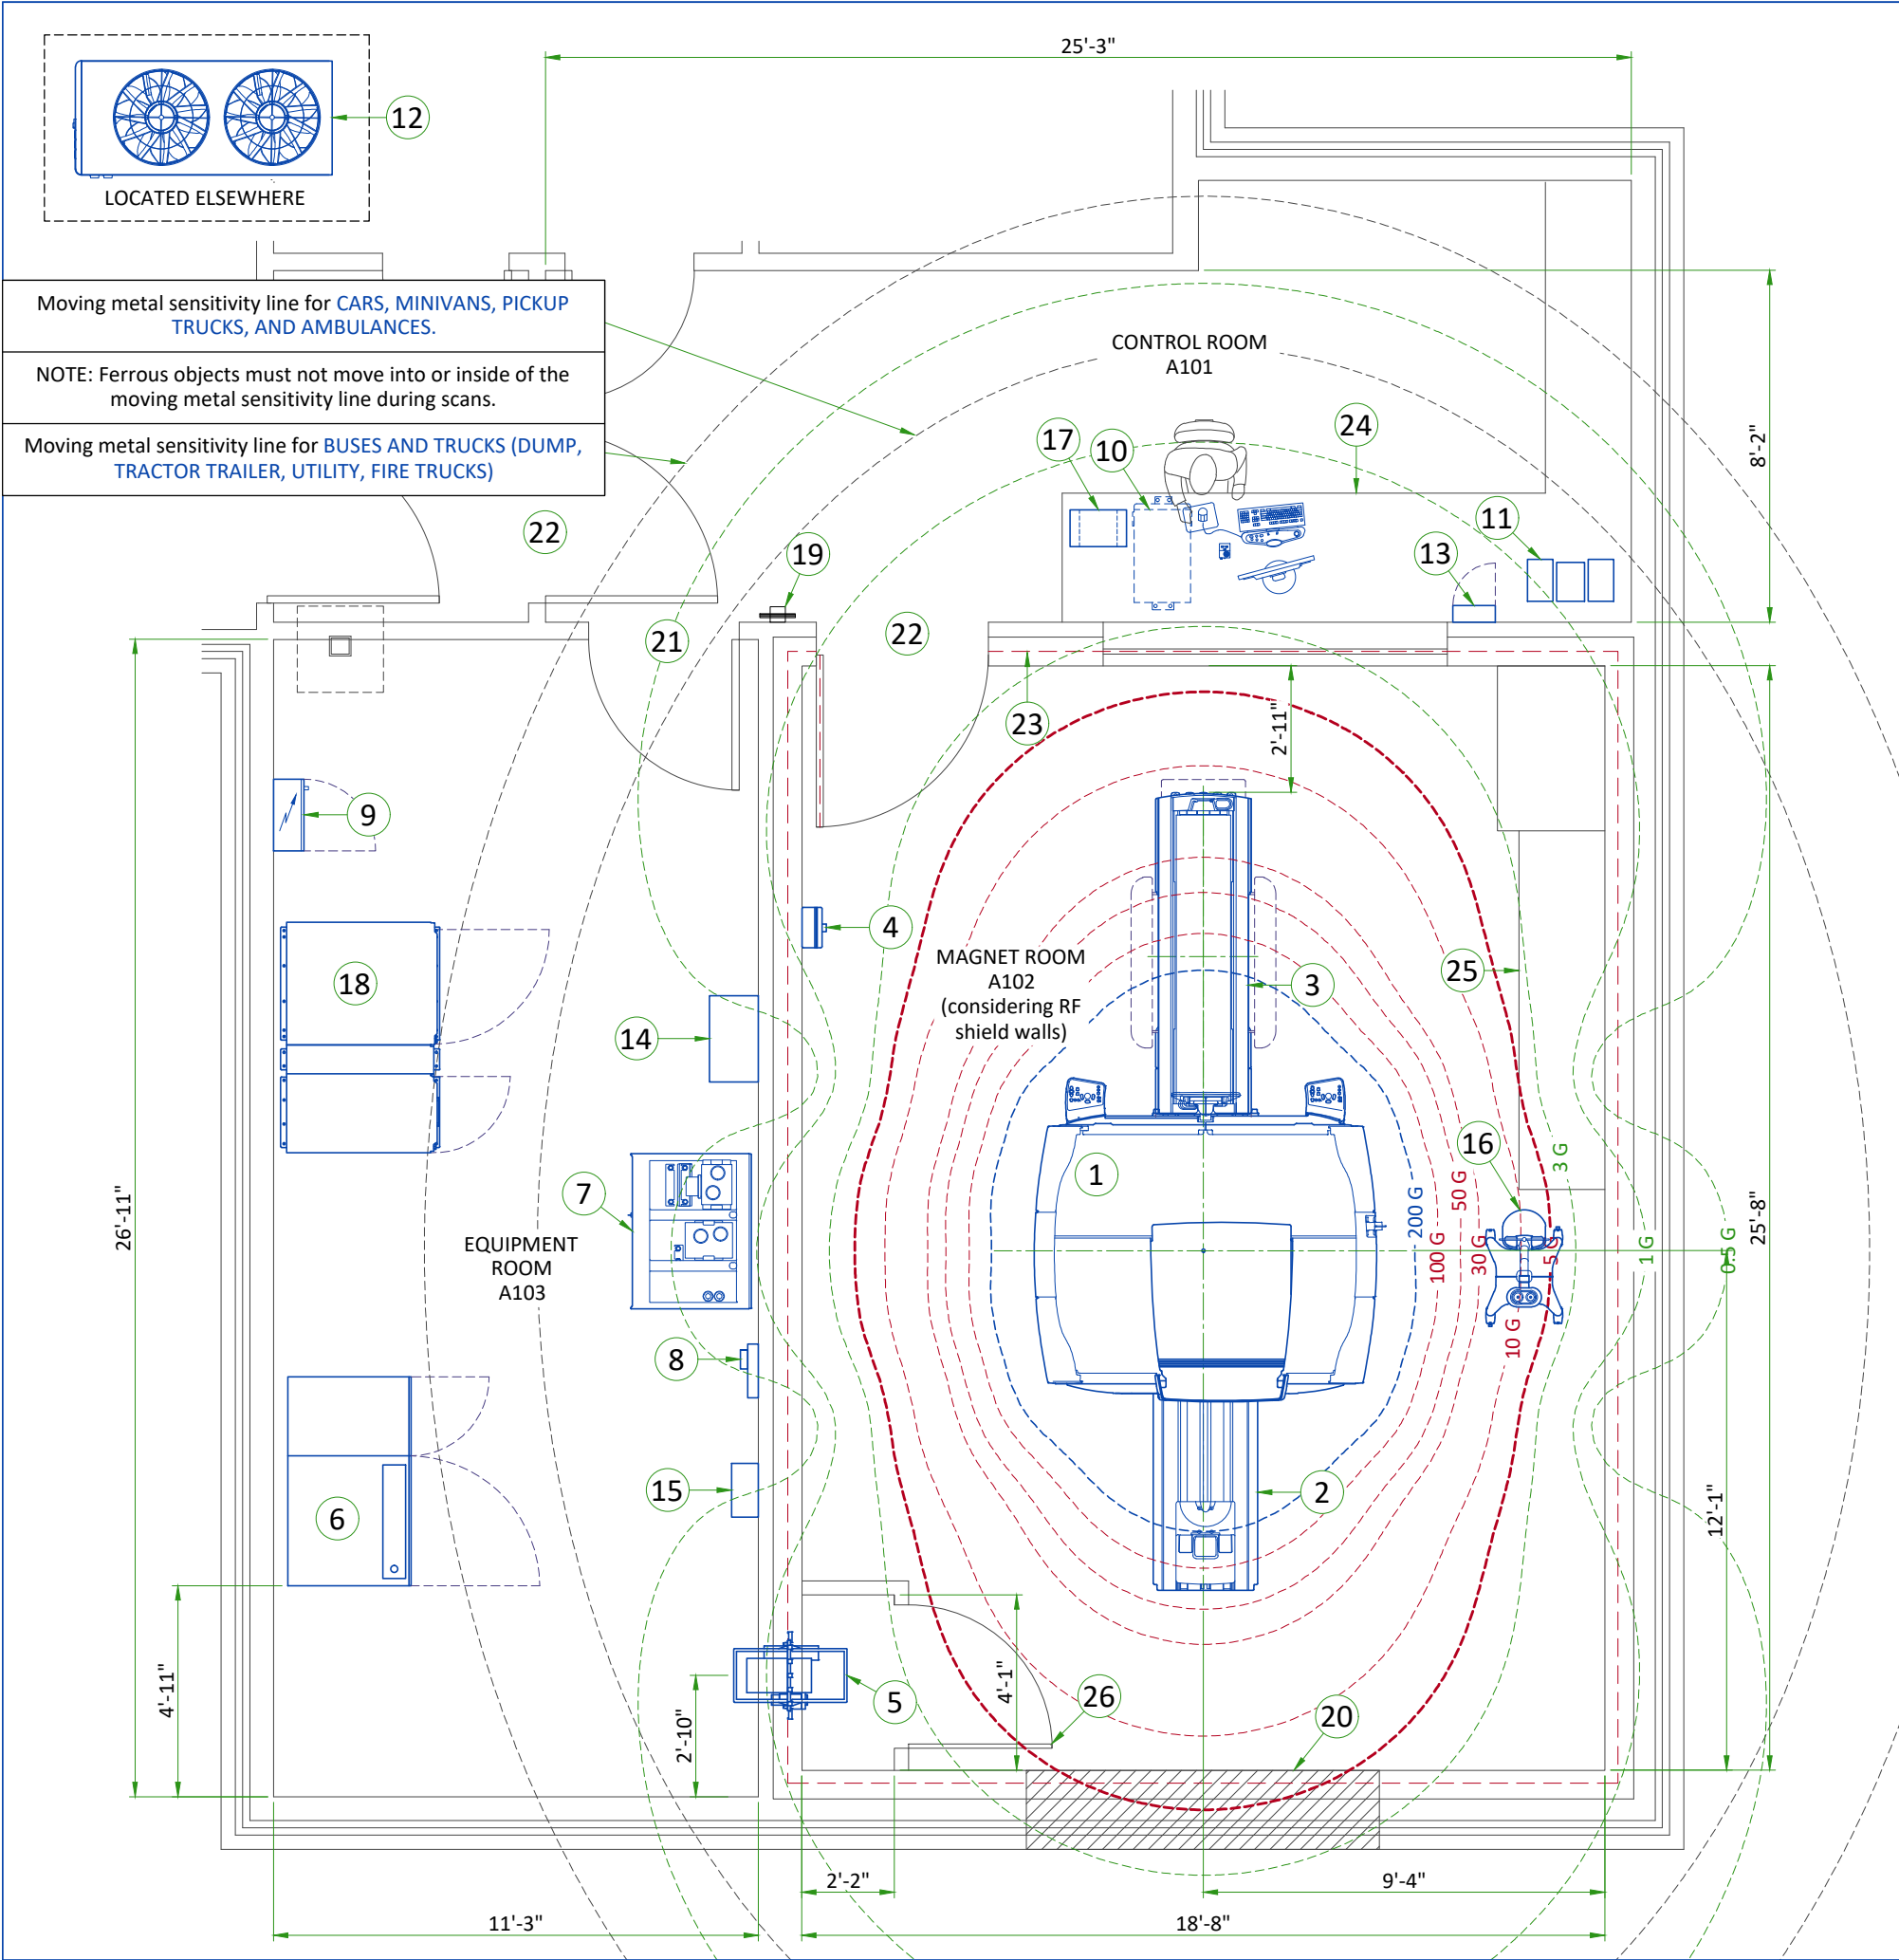 25'-3"
12
LOCATED ELSEWHERE
Moving metal sensitivity line for CARS, MINIVANS, PICKUP
TRUCKS, AND AMBULANCES.
NOTE: Ferrous objects must not move into or inside of the
moving metal sensitivity line during scans.
Moving metal sensitivity line for BUSES AND TRUCKS (DUMP,
TRACTOR TRAILER, UTILITY, FIRE TRUCKS)
CONTROL ROOM
A101
17
10
24
8'-2"
11
13
22
19
21
22
23
2'-11"
9
4
MAGNET ROOM
A102
(considering RF
shield walls)
3
25
18
14
1
16
7
26'-11"
EQUIPMENT
ROOM
A103
200 G
100 G
50 G
30 G
10 G
5 G
3 G
1 G
0.5 G
25'-8"
8
15
6
2
12'-1"
4'-11"
2'-10"
5
4'-1"
26
20
2'-2"
9'-4"
11'-3"
18'-8"